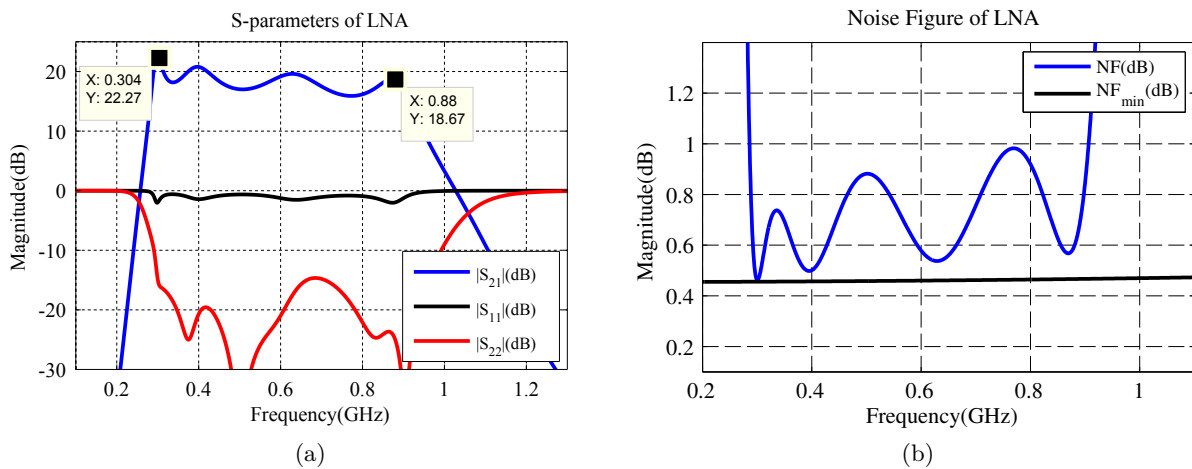 S-parameters of LNA
Magnitude(dB)
20
10
0
-10
-20
-30
X: 0.304
Y: 22.27
X: 0.88
Y: 18.67
|S21|(dB)
|S11|(dB)
|S22|(dB)
0.2 0.4 0.6 0.8 1 1.2
Frequency(GHz)
(a)
Noise Figure of LNA
Magnitude(dB)
1.2
1
0.8
0.6
0.4
0.2
NF(dB)
NFmin(dB)
0.2 0.4 0.6 0.8 1
Frequency(GHz)
(b)